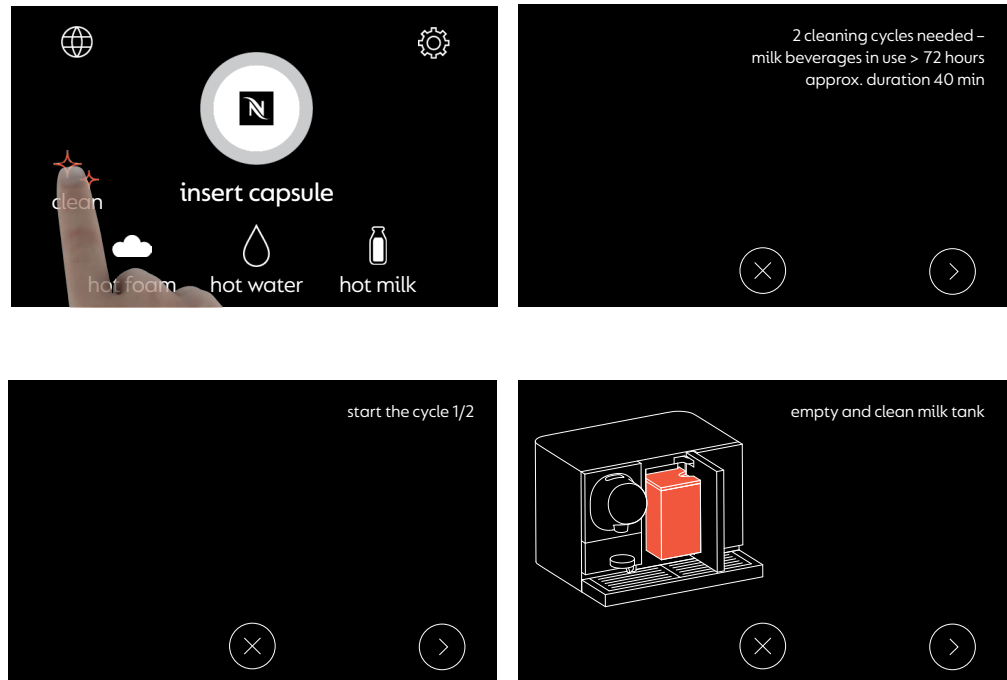 clean
insert capsule
hot foam
hot water
hot milk
2 cleaning cycles needed –
milk beverages in use > 72 hours
approx. duration 40 min
start the cycle 1/2
empty and clean milk tank